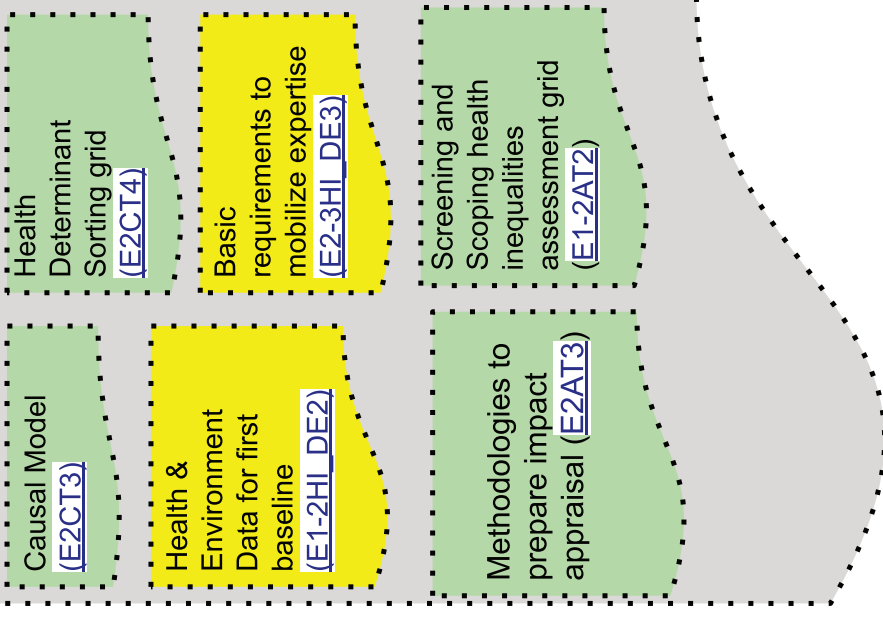 Causal Model
(E2CT3)
Health
Determinant
Sorting grid
(E2CT4)
Health &
Environment
Data for first
baseline
(E1-2HI_DE2)
Basic
requirements to
mobilize expertise
(E2-3HI_DE3)
Methodologies to
prepare impact
appraisal (E2AT3)
Screening and
Scoping health
inequalities
assessment grid
(E1-2AT2)